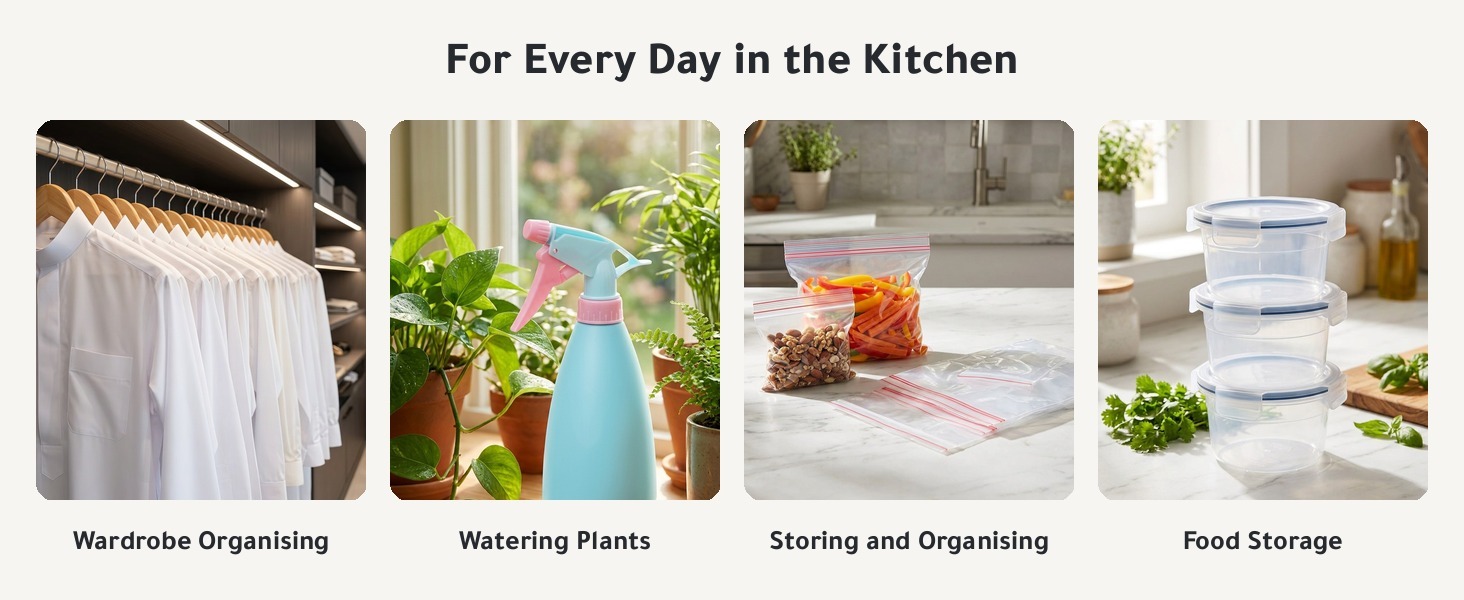 For Every Day in the Kitchen
Wardrobe Organising
Watering Plants
Storing and Organising
Food Storage